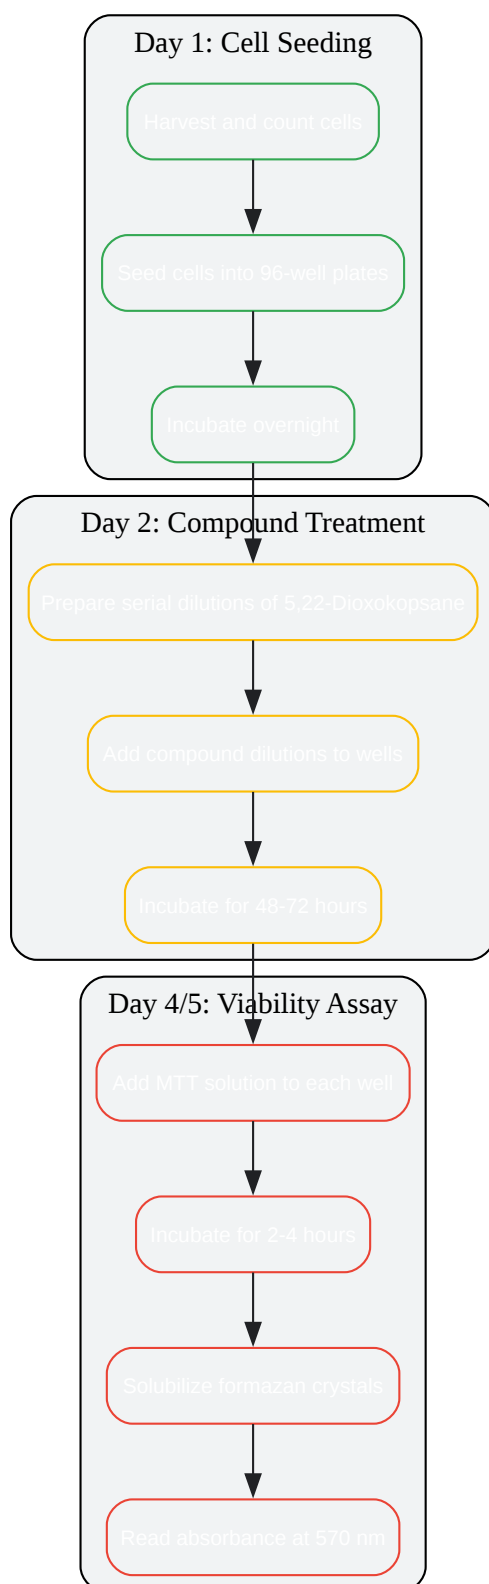 Day 1: Cell Seeding
Harvest and count cells
Seed cells into 96-well plates
Incubate overnight
Day 2: Compound Treatment
Prepare serial dilutions of 5,22-Dioxokopsane
Add compound dilutions to wells
Incubate for 48-72 hours
Day 4/5: Viability Assay
Add MTT solution to each well
Incubate for 2-4 hours
Solubilize formazan crystals
Read absorbance at 570 nm